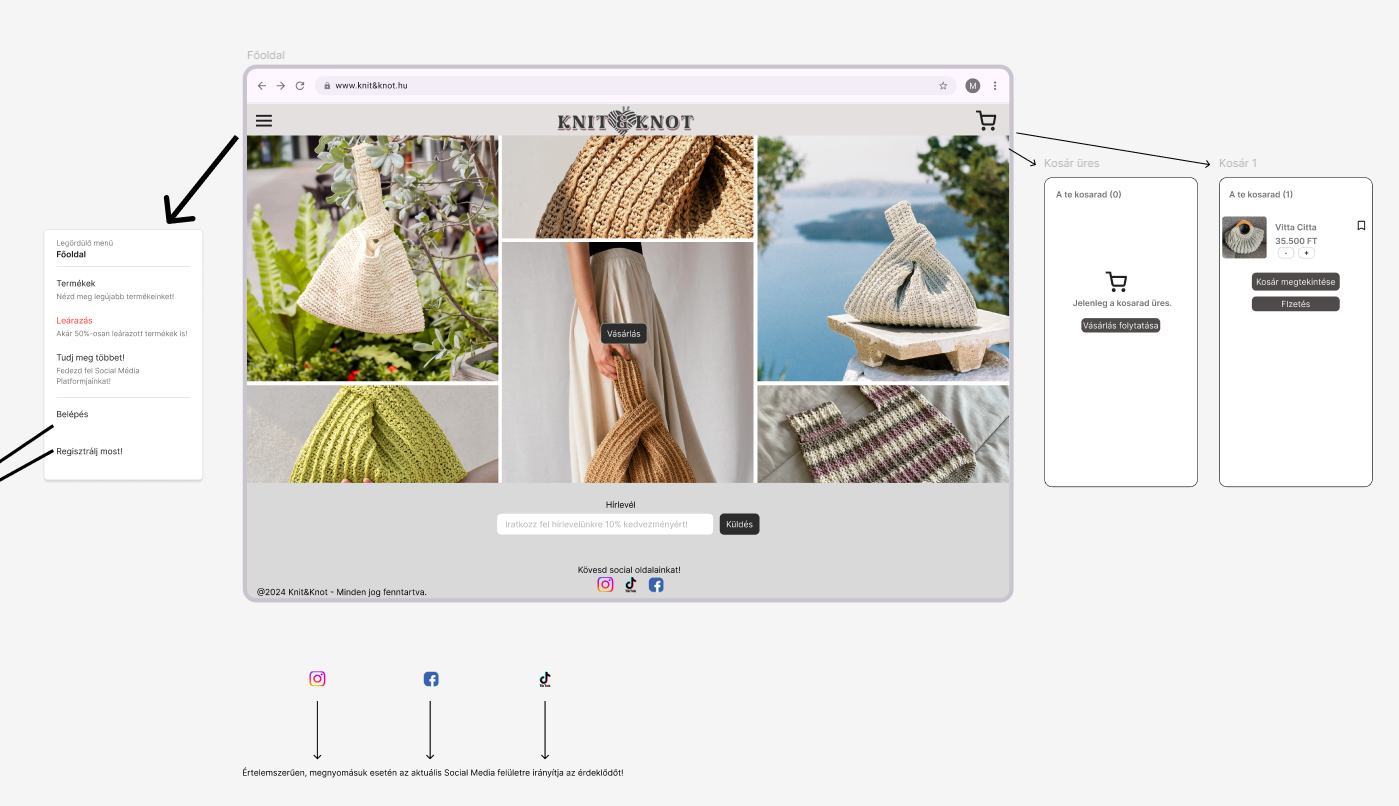 Főoldal
www.knit&knot.hu
M
KNIT & KNOT
Kosár üres
Kosár 1
A te kosarad (0)
Jelenleg a kosarad üres.
Vásárlás folytatása
A te kosarad (1)
Vitta Citta
35.500 FT
- +
Kosár megtekintése
FIzetés
Legördülő menü
Főoldal
Termékek
Nézd meg legújabb termékeinket!
Leárazás
Akár 50%-osan leárazott termékek is!
Tudj meg többet!
Fedezd fel Social Média
Platformjainkat!
Belépés
Regisztrálj most!
Vásárlás
Hírlevél
Iratkozz fel hírlevelünkre 10% kedvezményért!
Küldés
Kövesd social oldalainkat!
TikTok
@2024 Knit&Knot - Minden jog fenntartva.
TikTok
Értelemszerűen, megnyomásuk esetén az aktuális Social Media felületre irányítja az érdeklődőt!